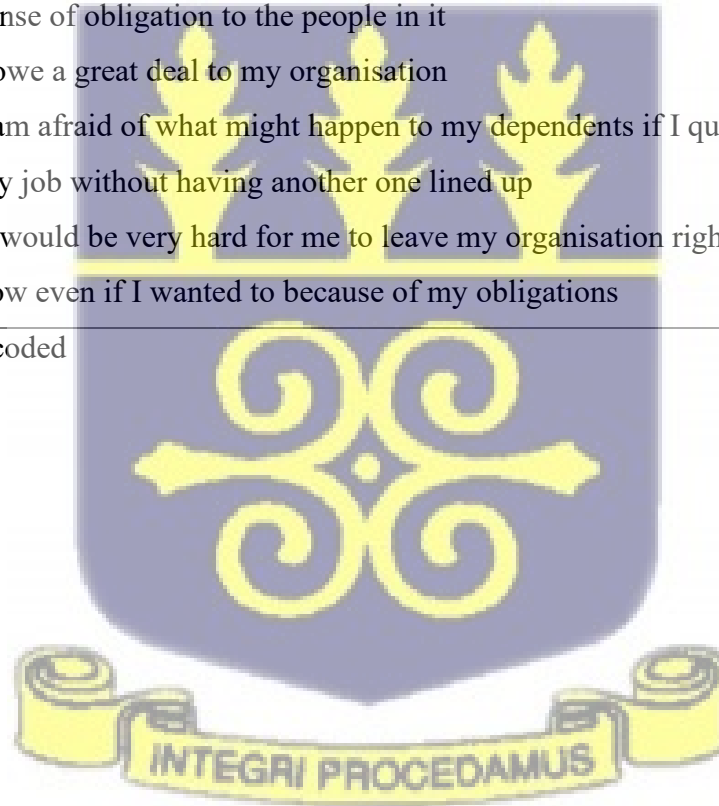 nse of obligation to the people in it
owe a great deal to my organisation
am afraid of what might happen to my dependents if I qu
y job without having another one lined up
would be very hard for me to leave my organisation righ
ow even if I wanted to because of my obligations
coded
INTEGRI PROCEDAMUS